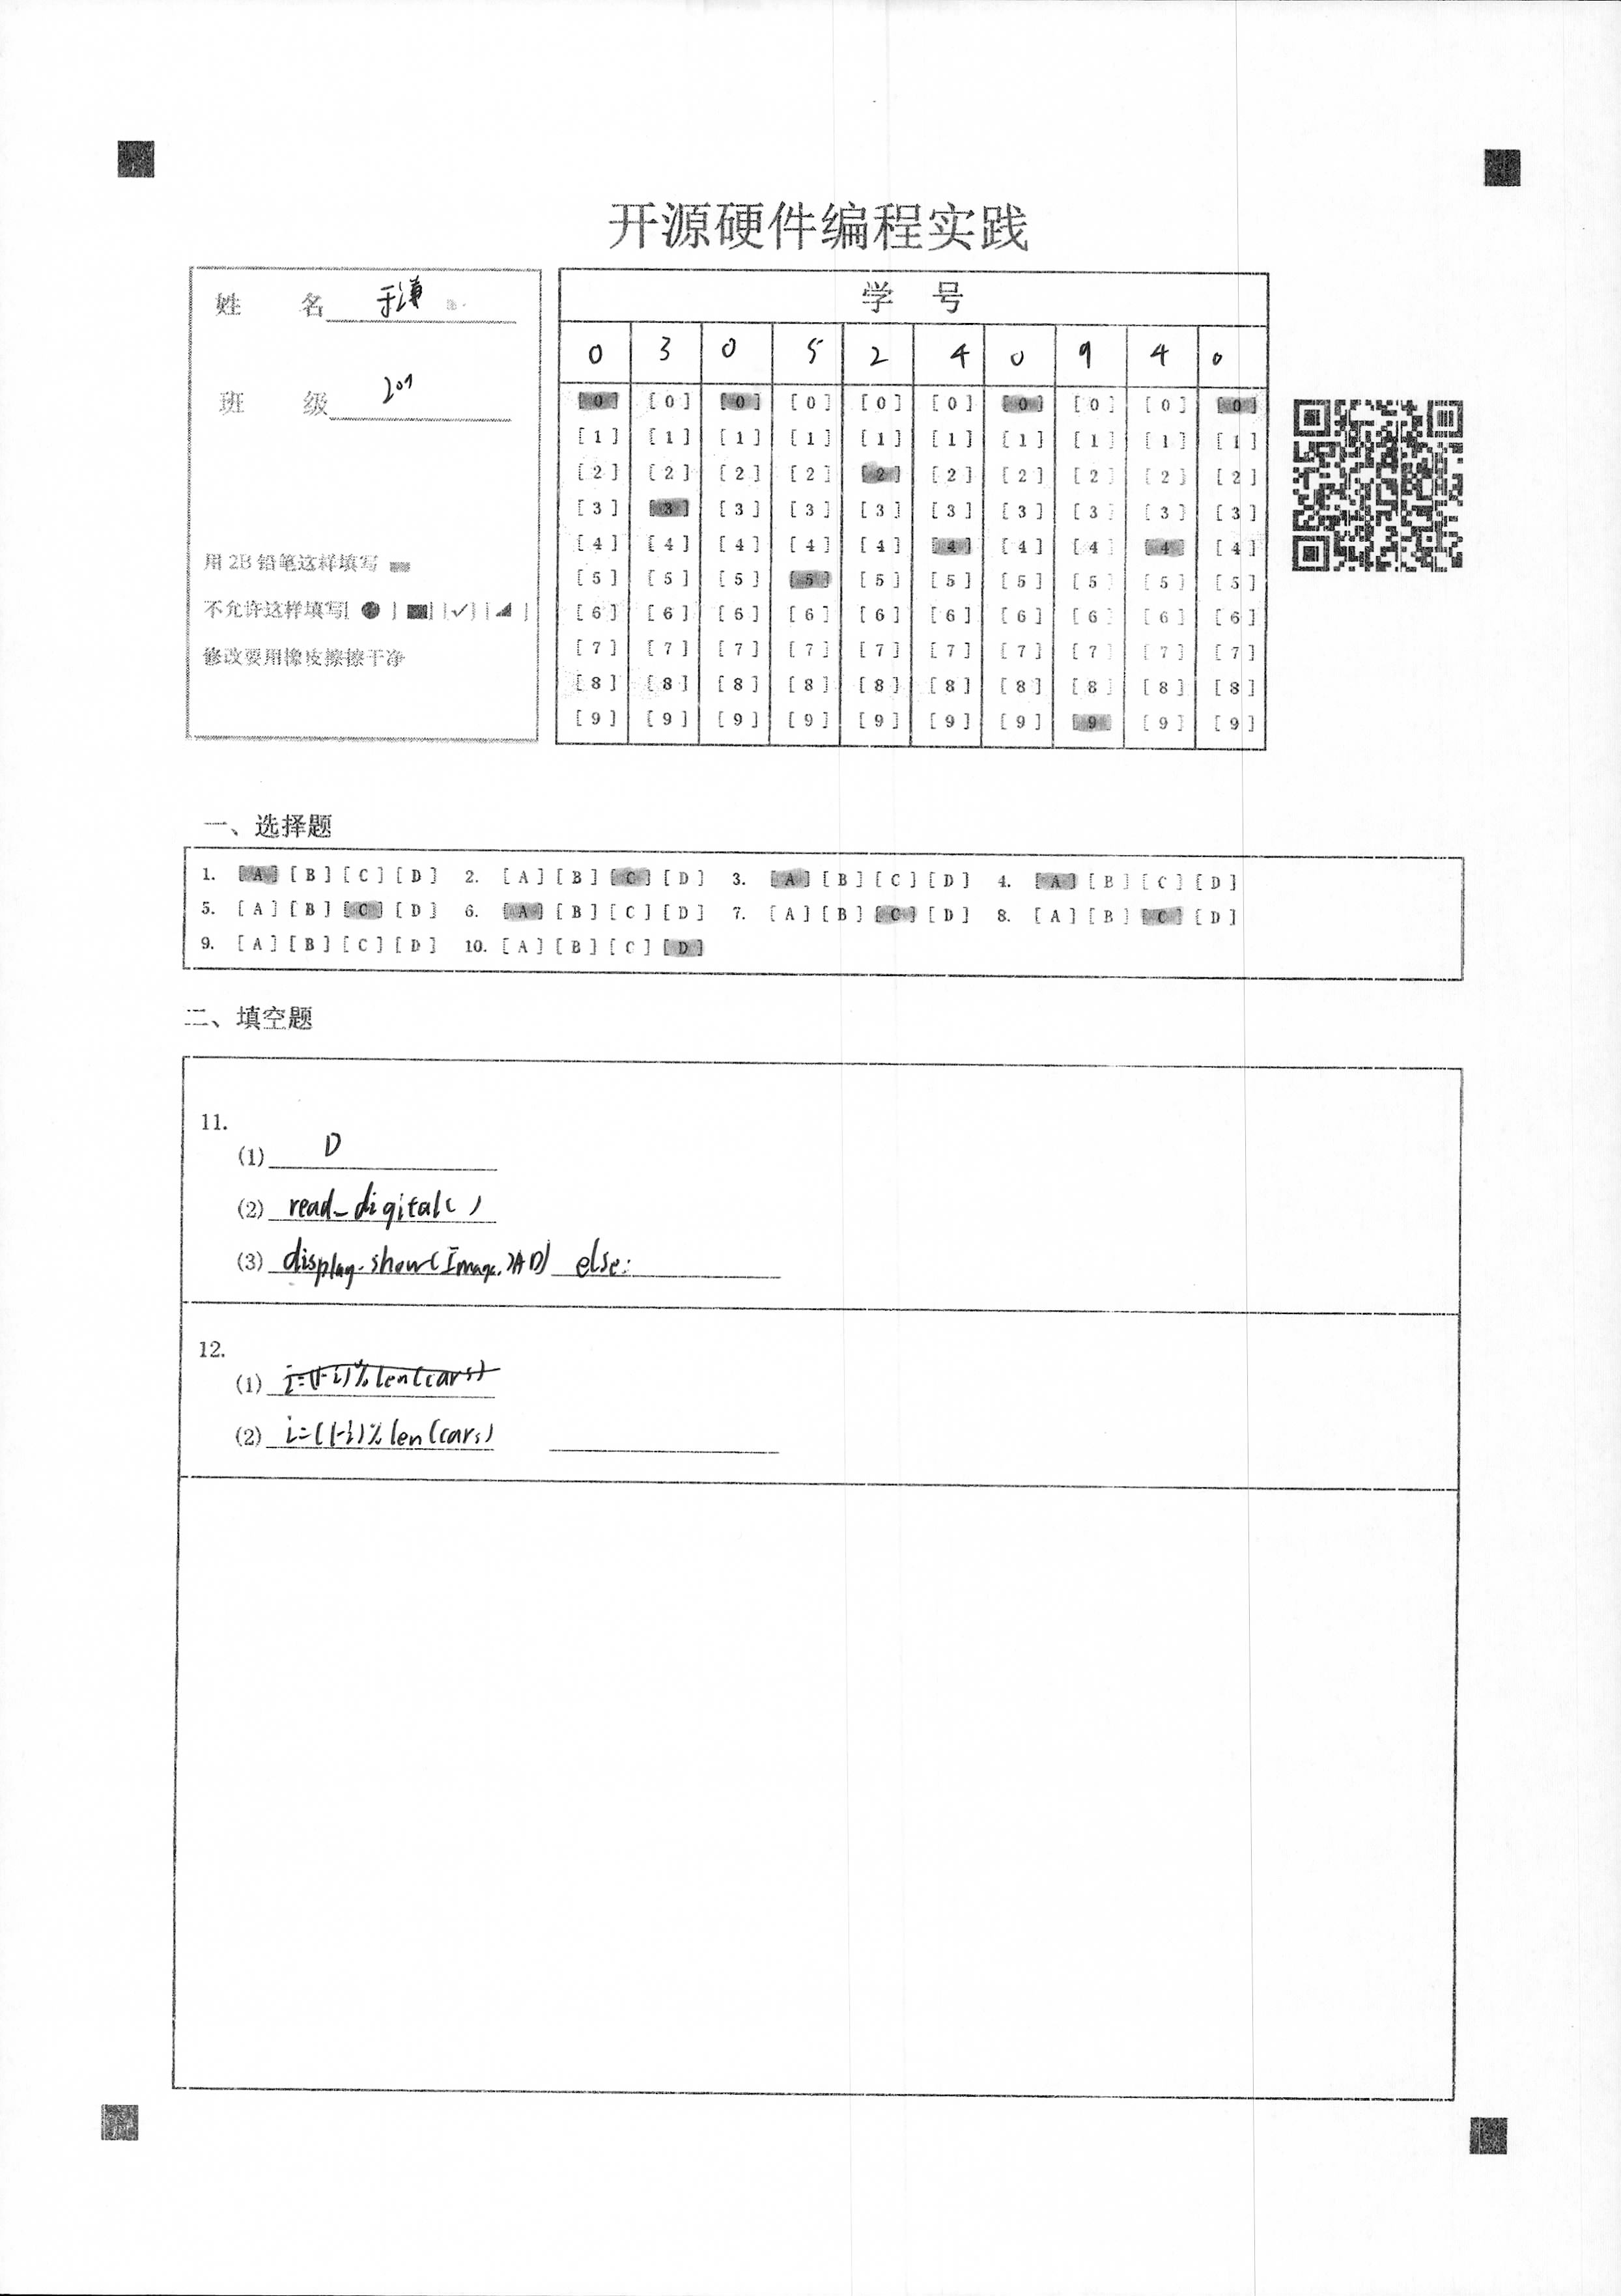 开源硬件编程实践
姓 名 于谦
班 级 201
用 2B 铅笔这样填写
不允许这样填写[ ● ] [■] [✓] [◢ ]
修改要用橡皮擦擦干净
学 号
0 3 0 5 2 4 0 9 4 0
[0] [0] [0] [0] [0] [0] [0] [0] [0] [0]
[1] [1] [1] [1] [1] [1] [1] [1] [1] [1]
[2] [2] [2] [2] [2] [2] [2] [2] [2] [2]
[3] [3] [3] [3] [3] [3] [3] [3] [3] [3]
[4] [4] [4] [4] [4] [4] [4] [4] [4] [4]
[5] [5] [5] [5] [5] [5] [5] [5] [5] [5]
[6] [6] [6] [6] [6] [6] [6] [6] [6] [6]
[7] [7] [7] [7] [7] [7] [7] [7] [7] [7]
[8] [8] [8] [8] [8] [8] [8] [8] [8] [8]
[9] [9] [9] [9] [9] [9] [9] [9] [9] [9]
一、选择题
1. [A] [B] [C] [D] 2. [A] [B] [C] [D] 3. [A] [B] [C] [D] 4. [A] [B] [C] [D]
5. [A] [B] [C] [D] 6. [A] [B] [C] [D] 7. [A] [B] [C] [D] 8. [A] [B] [C] [D]
9. [A] [B] [C] [D] 10. [A] [B] [C] [D]
二、填空题
11.
(1) D
(2) read_digital( )
(3) display.show(Image.SAD) else:
12.
(1) i=(1-i)%len(cars)
(2) i=(1-i)%len(cars)